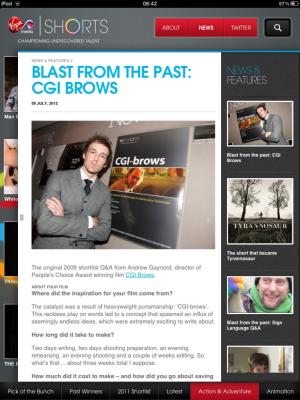 iPad
08:42
87%
Virgin media
SHORTS
CHAMPIONING UNDISCOVERED TALENT
ABOUT
NEWS
TWITTER
NEWS & FEATURES //
BLAST FROM THE PAST:
CGI BROWS
09 JULY, 2013
CGI-brows
The original 2009 shortlist Q&A from Andrew Gaynord, director of
People's Choice Award winning film CGI Brows.
ABOUT YOUR FILM
Where did the inspiration for your film come from?
The catalyst was a result of heavyweight punsmanship: 'CGI-brows'.
This reckless play on words led to a concept that spawned an influx of
seemingly endless ideas, which were extremely exciting to write about.
How long did it take to make?
Two days writing, two days shooting preparation, an evening
rehearsing, an evening shooting and a couple of weeks editing. So
what's that... about three weeks total I suppose.
How much did it cost to make – and how did you go about saving
NEWS &
FEATURES
Blast from the past: CGI
Brows
TYRANNOSAUR
The short that became
Tyrannosaur
Blast from the past: Sign
Language Q&A
Man
White
THE
Pick of the Bunch
Past Winners
2011 Shortlist
Latest
Action & Adventure
Animation